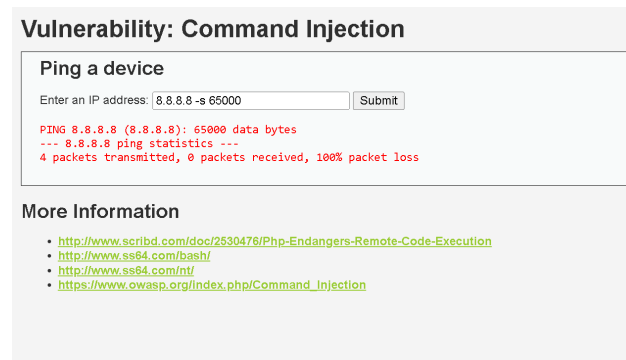 Vulnerability: Command Injection
Ping a device
Enter an IP address: 8.8.8.8 -s 65000 Submit
PING 8.8.8.8 (8.8.8.8): 65000 data bytes
--- 8.8.8.8 ping statistics ---
4 packets transmitted, 0 packets received, 100% packet loss
More Information
http://www.scribd.com/doc/2530476/Php-Endangers-Remote-Code-Execution
http://www.ss64.com/bash/
http://www.ss64.com/nt/
https://www.owasp.org/index.php/Command_Injection